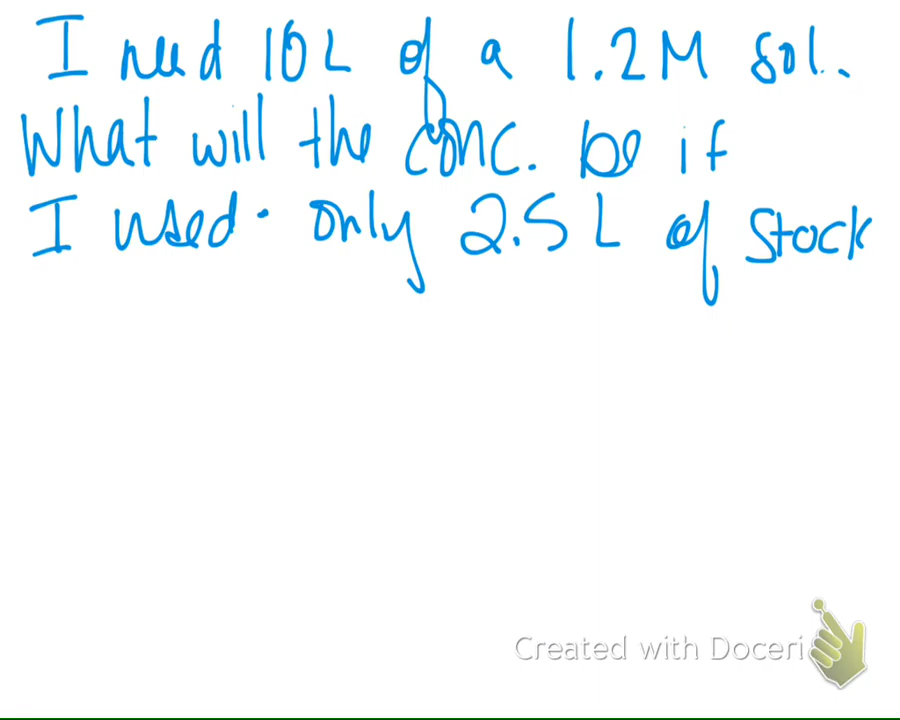 I need 10L of a 1.2M sol.
What will the conc. be if
I used only 2.5 L of stock
Created with Doceri